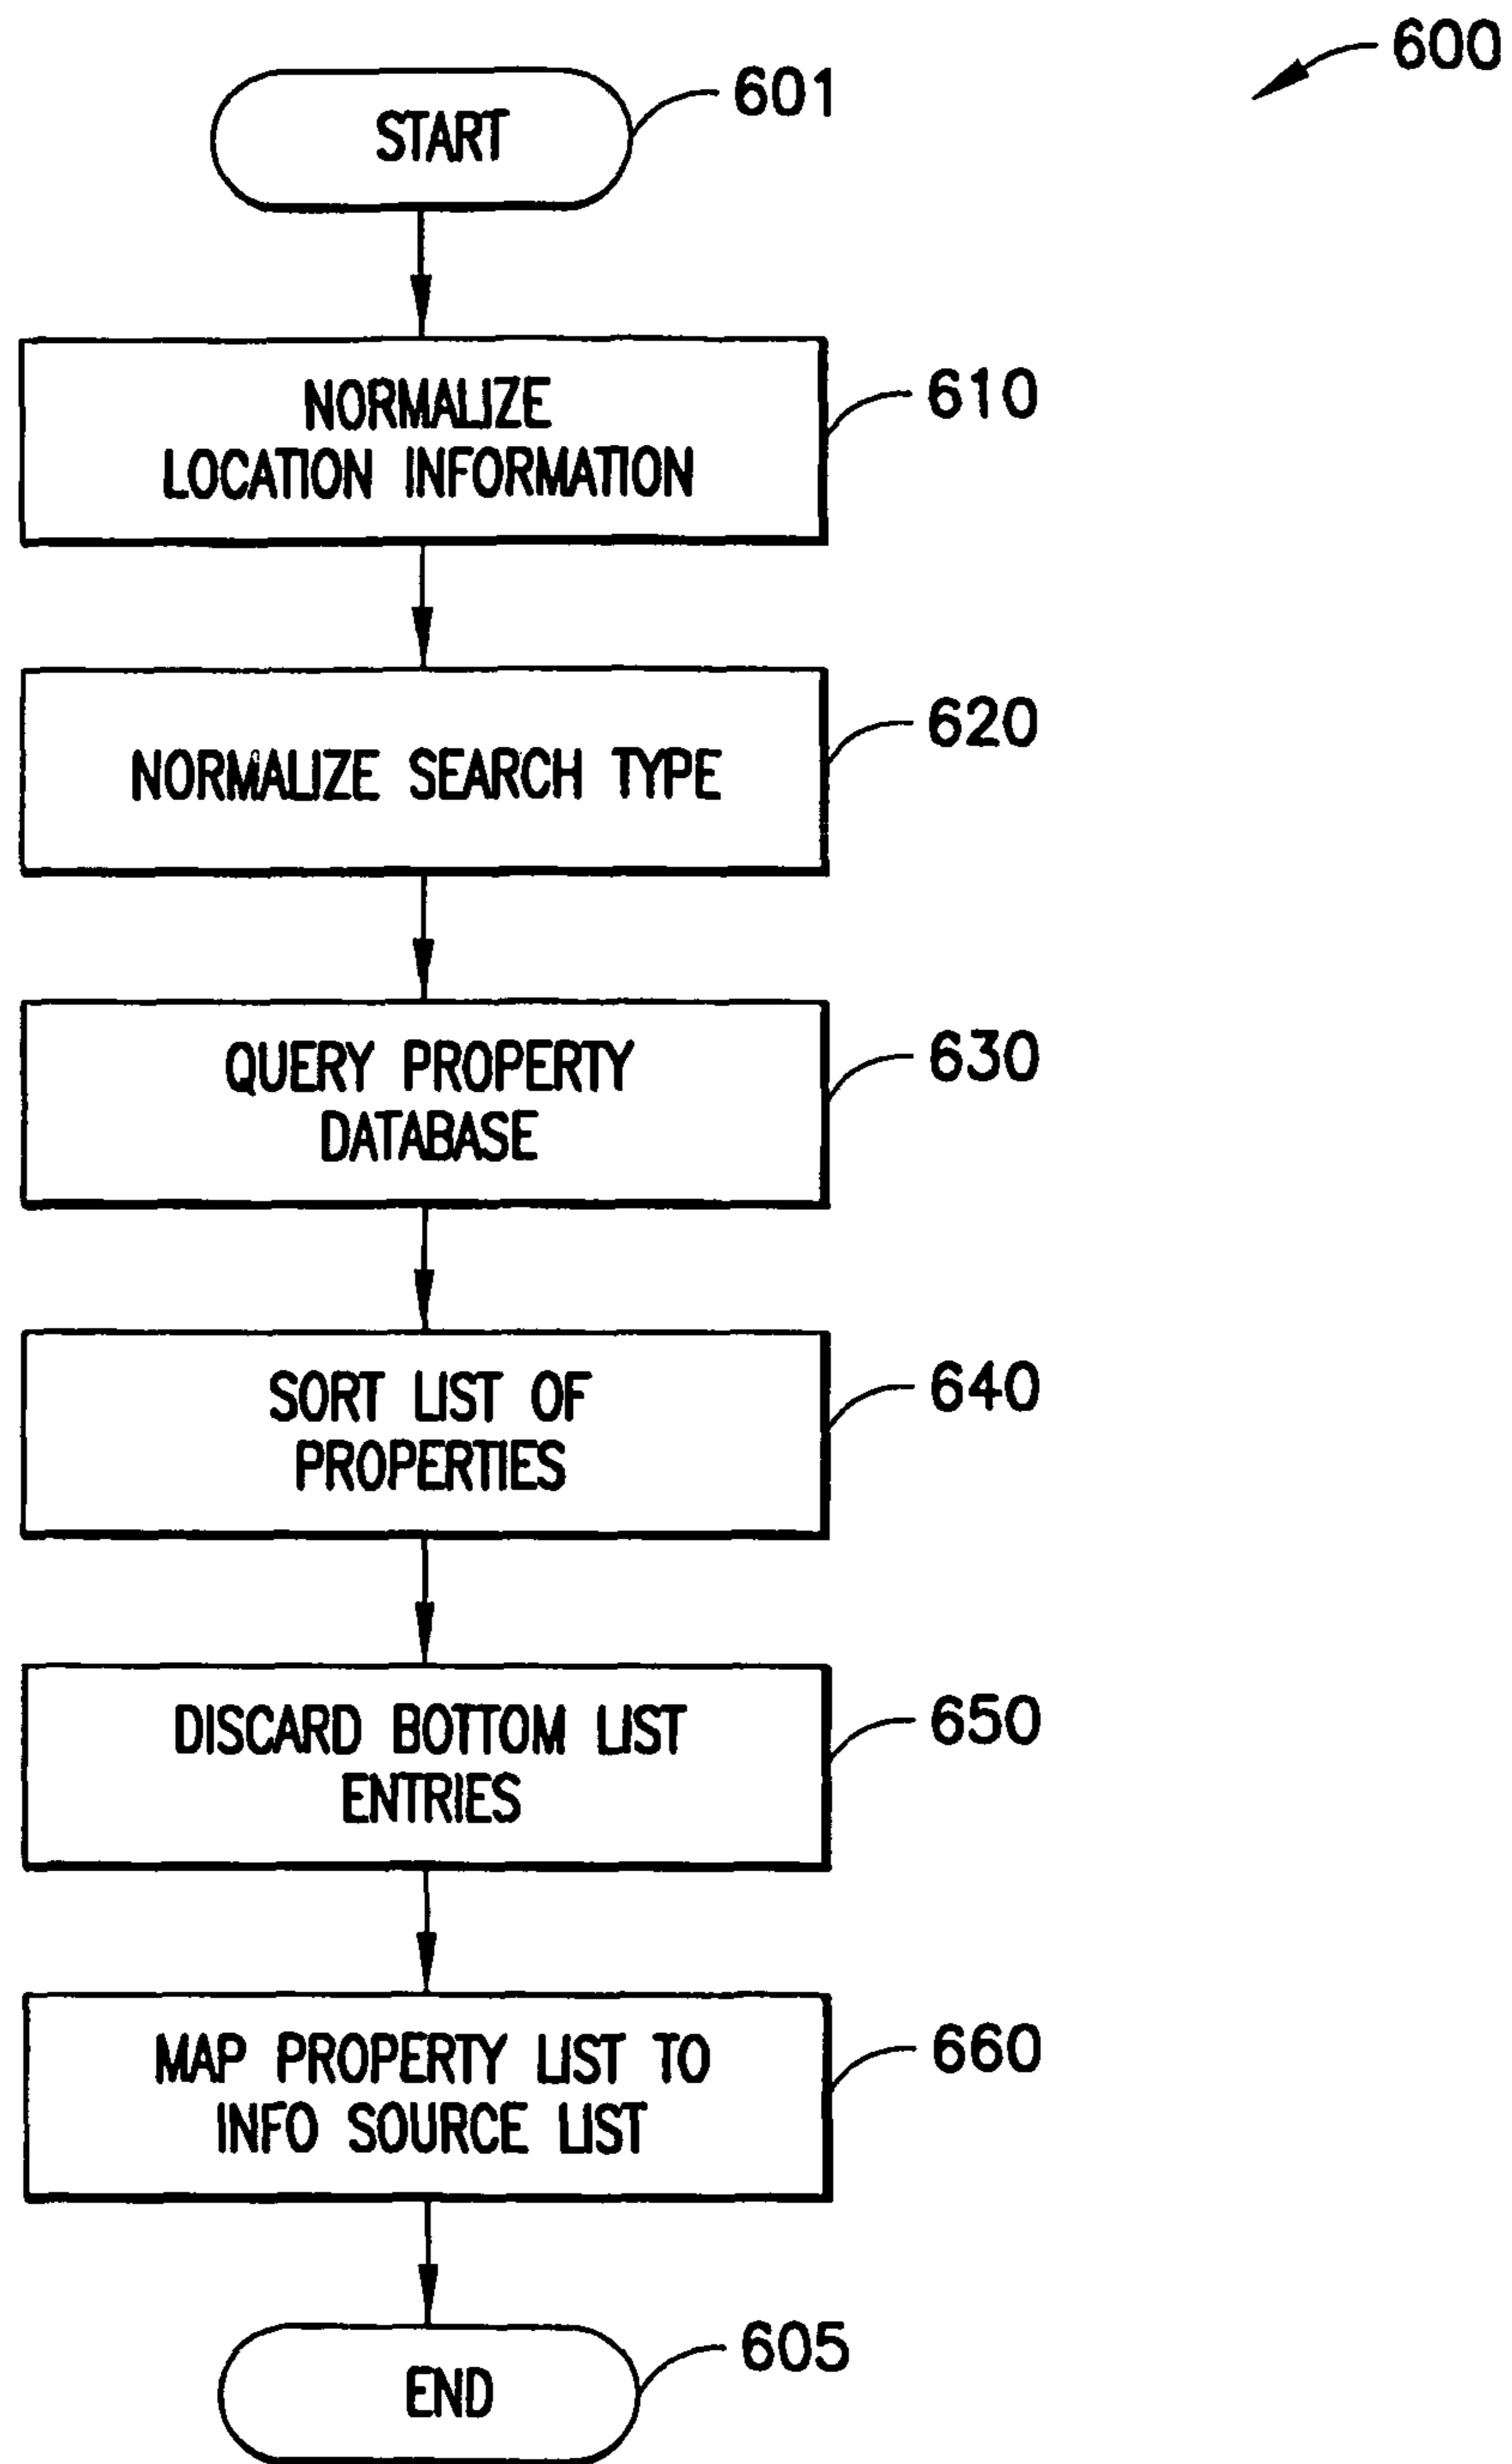 600
START
601
NORMALIZE
LOCATION INFORMATION
610
NORMALIZE SEARCH TYPE
620
QUERY PROPERTY
DATABASE
630
SORT LIST OF
PROPERTIES
640
DISCARD BOTTOM LIST
ENTRIES
650
MAP PROPERTY LIST TO
INFO SOURCE LIST
660
END
605